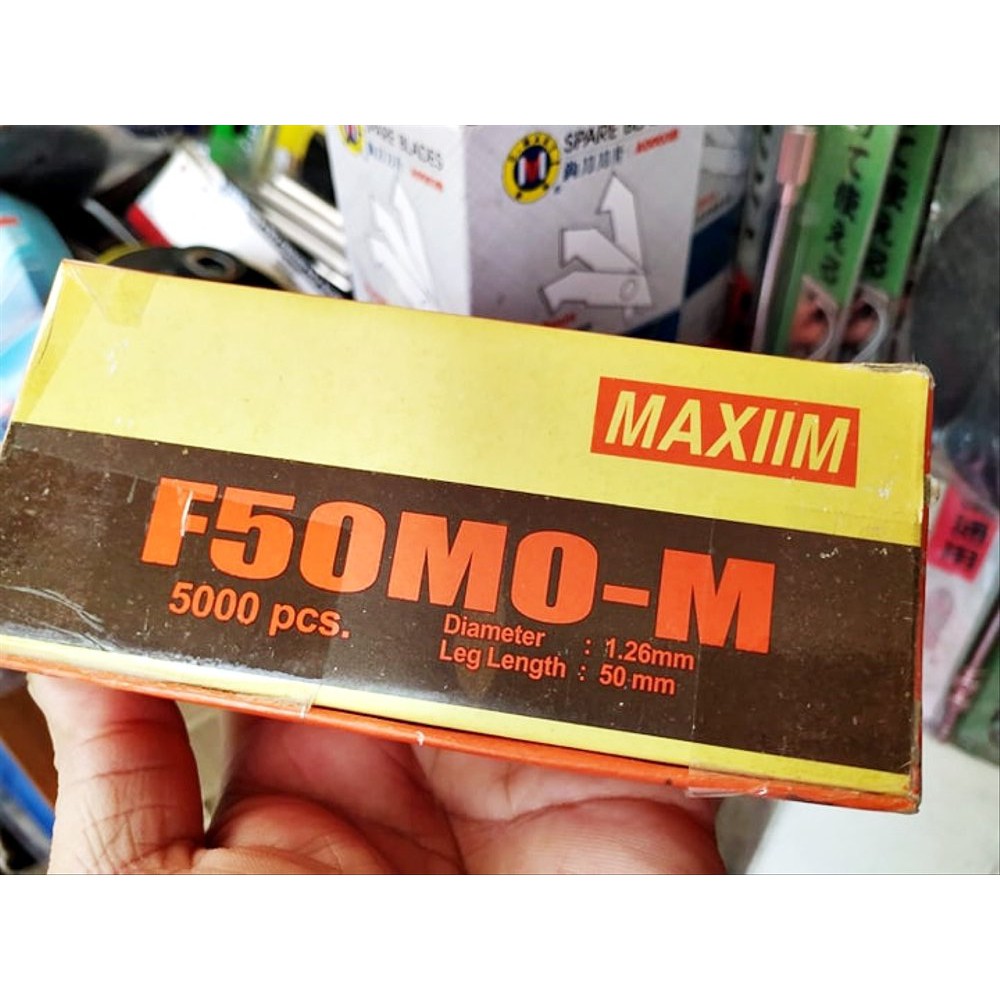 SPARE BLADES
MAXIIM
F50MO-M
5000 pcs.
Diameter : 1.26mm
Leg Length : 50 mm